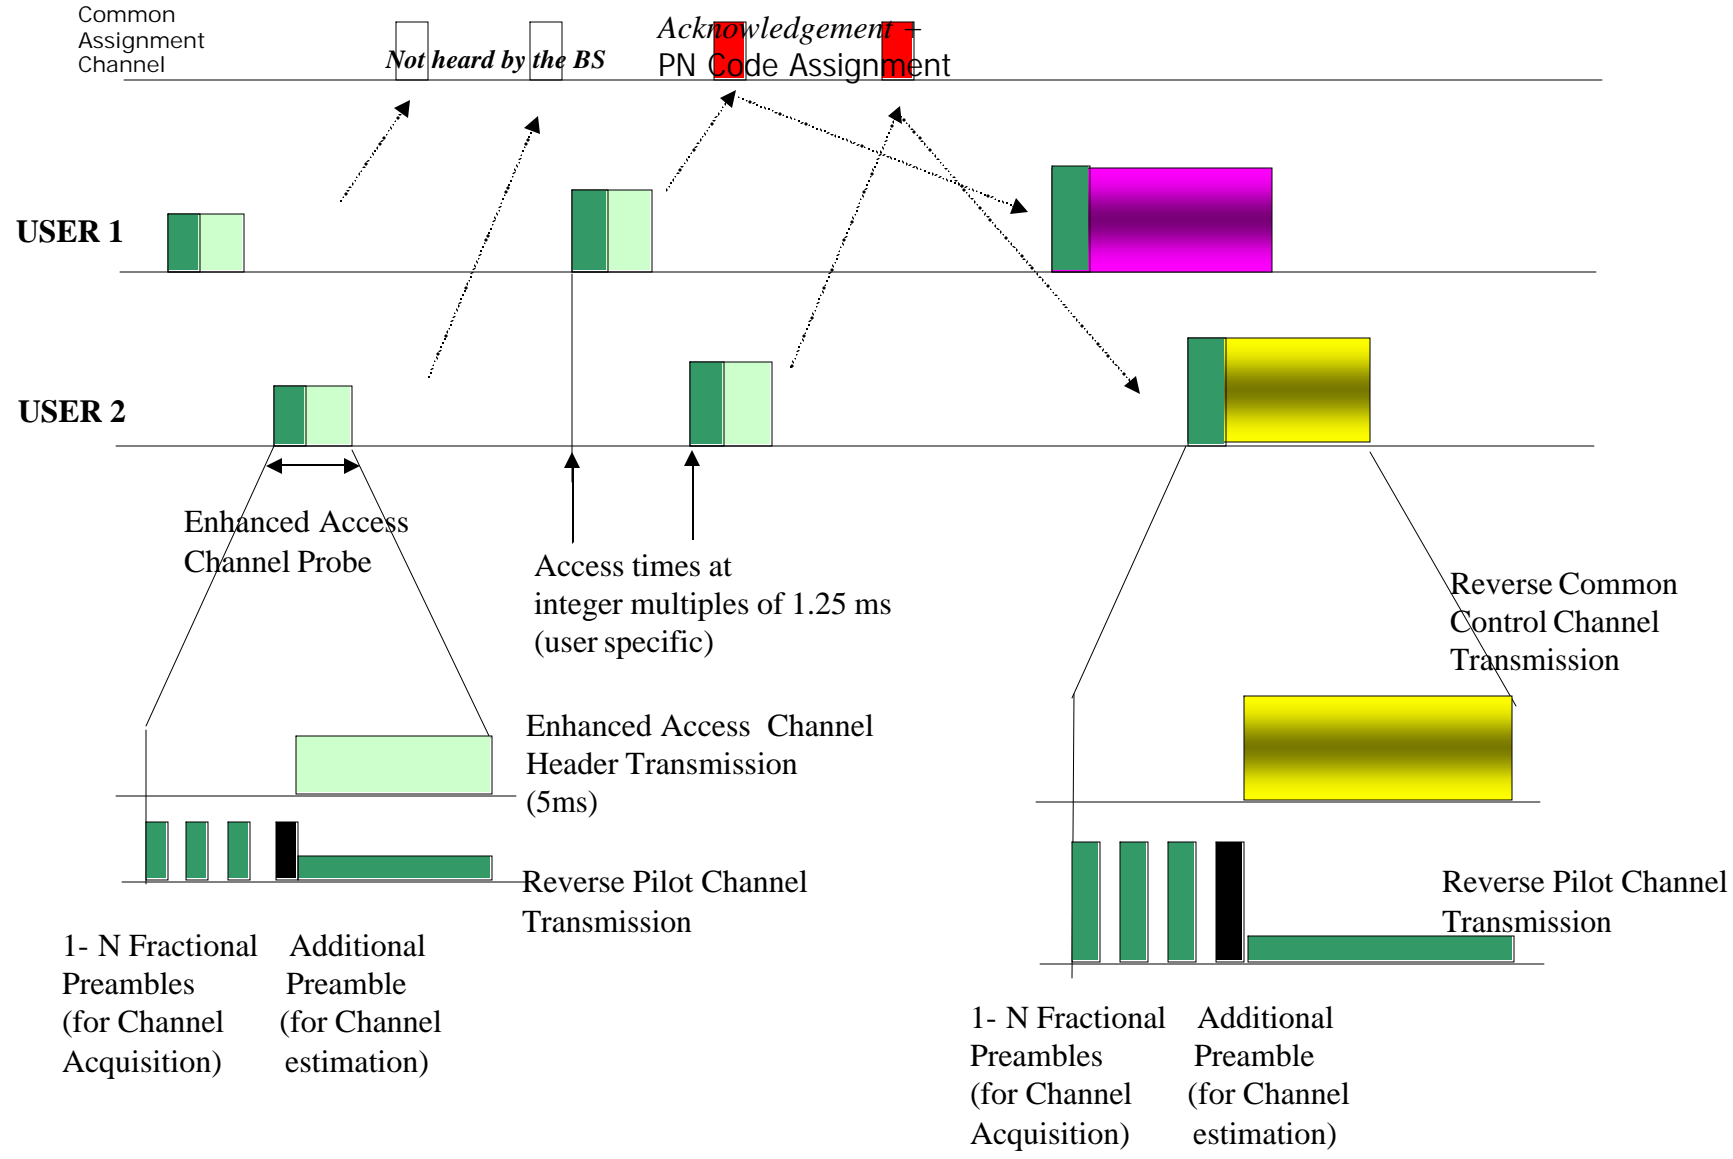 Common
Assignment
Channel
Not heard by the BS
Acknowledgement +
PN Code Assignment
USER 1
USER 2
Enhanced Access
Channel Probe
Access times at
integer multiples of 1.25 ms
(user specific)
Reverse Common
Control Channel
Transmission
Enhanced Access Channel
Header Transmission
(5ms)
Reverse Pilot Channel
Transmission
Reverse Pilot Channel
Transmission
1- N Fractional
Preambles
(for Channel
Acquisition)
Additional
Preamble
(for Channel
estimation)
1- N Fractional
Preambles
(for Channel
Acquisition)
Additional
Preamble
(for Channel
estimation)